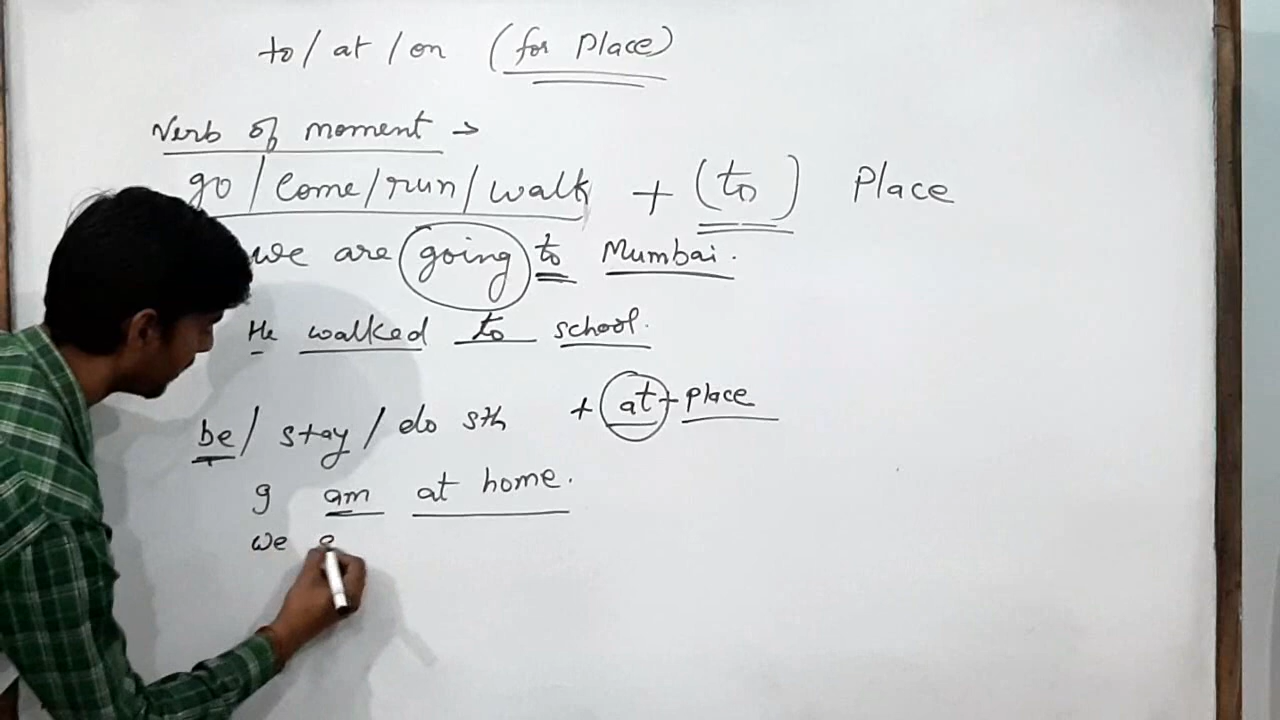 to/at/on (for Place)
Verb of moment →
go/come/run/walk + (to) Place
we are going to Mumbai.
He walked to school.
be/stay/do sth + at + place
I am at home.
we